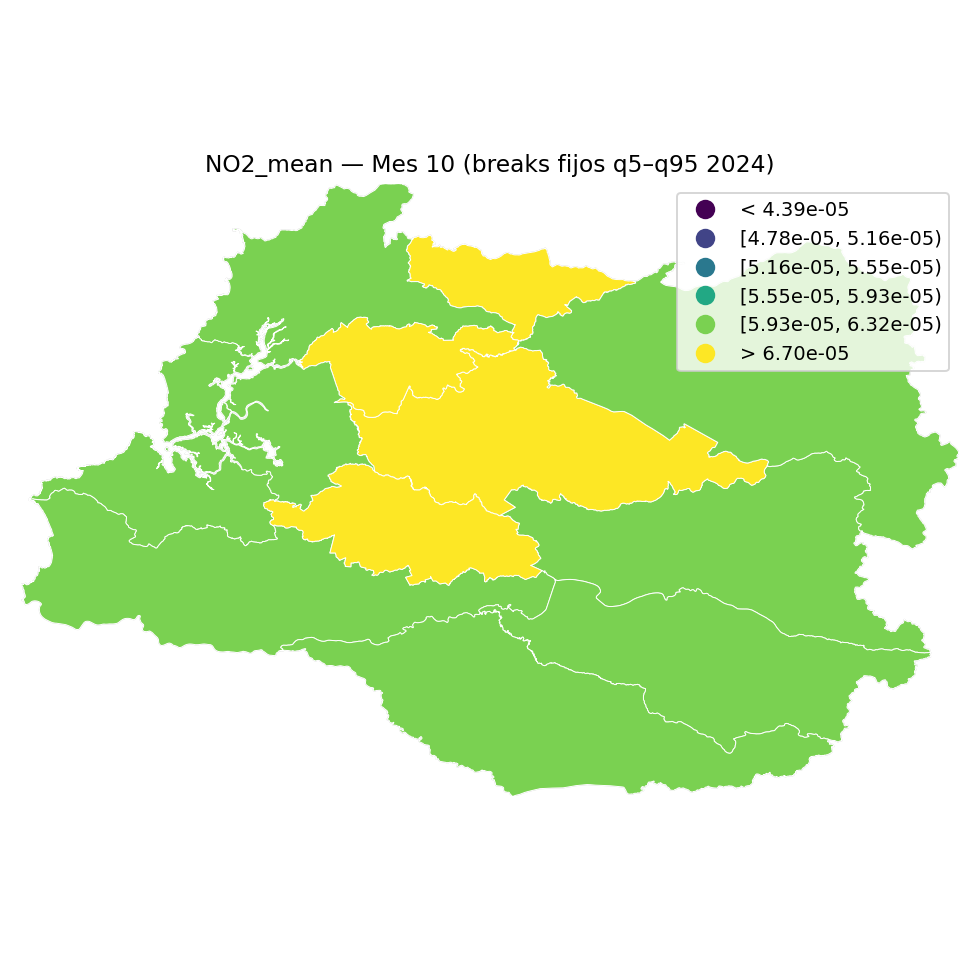 NO2_mean — Mes 10 (breaks fijos q5–q95 2024)
< 4.39e-05
[4.78e-05, 5.16e-05)
[5.16e-05, 5.55e-05)
[5.55e-05, 5.93e-05)
[5.93e-05, 6.32e-05)
> 6.70e-05